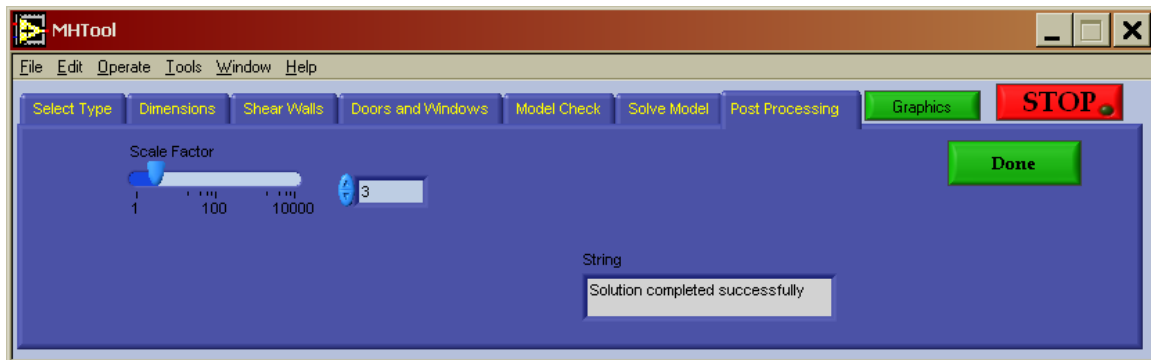 MHTool
File Edit Operate Tools Window Help
Select Type Dimensions Shear Walls Doors and Windows Model Check Solve Model Post Processing Graphics STOP
Scale Factor
Done
3
1 100 10000
String
Solution completed successfully